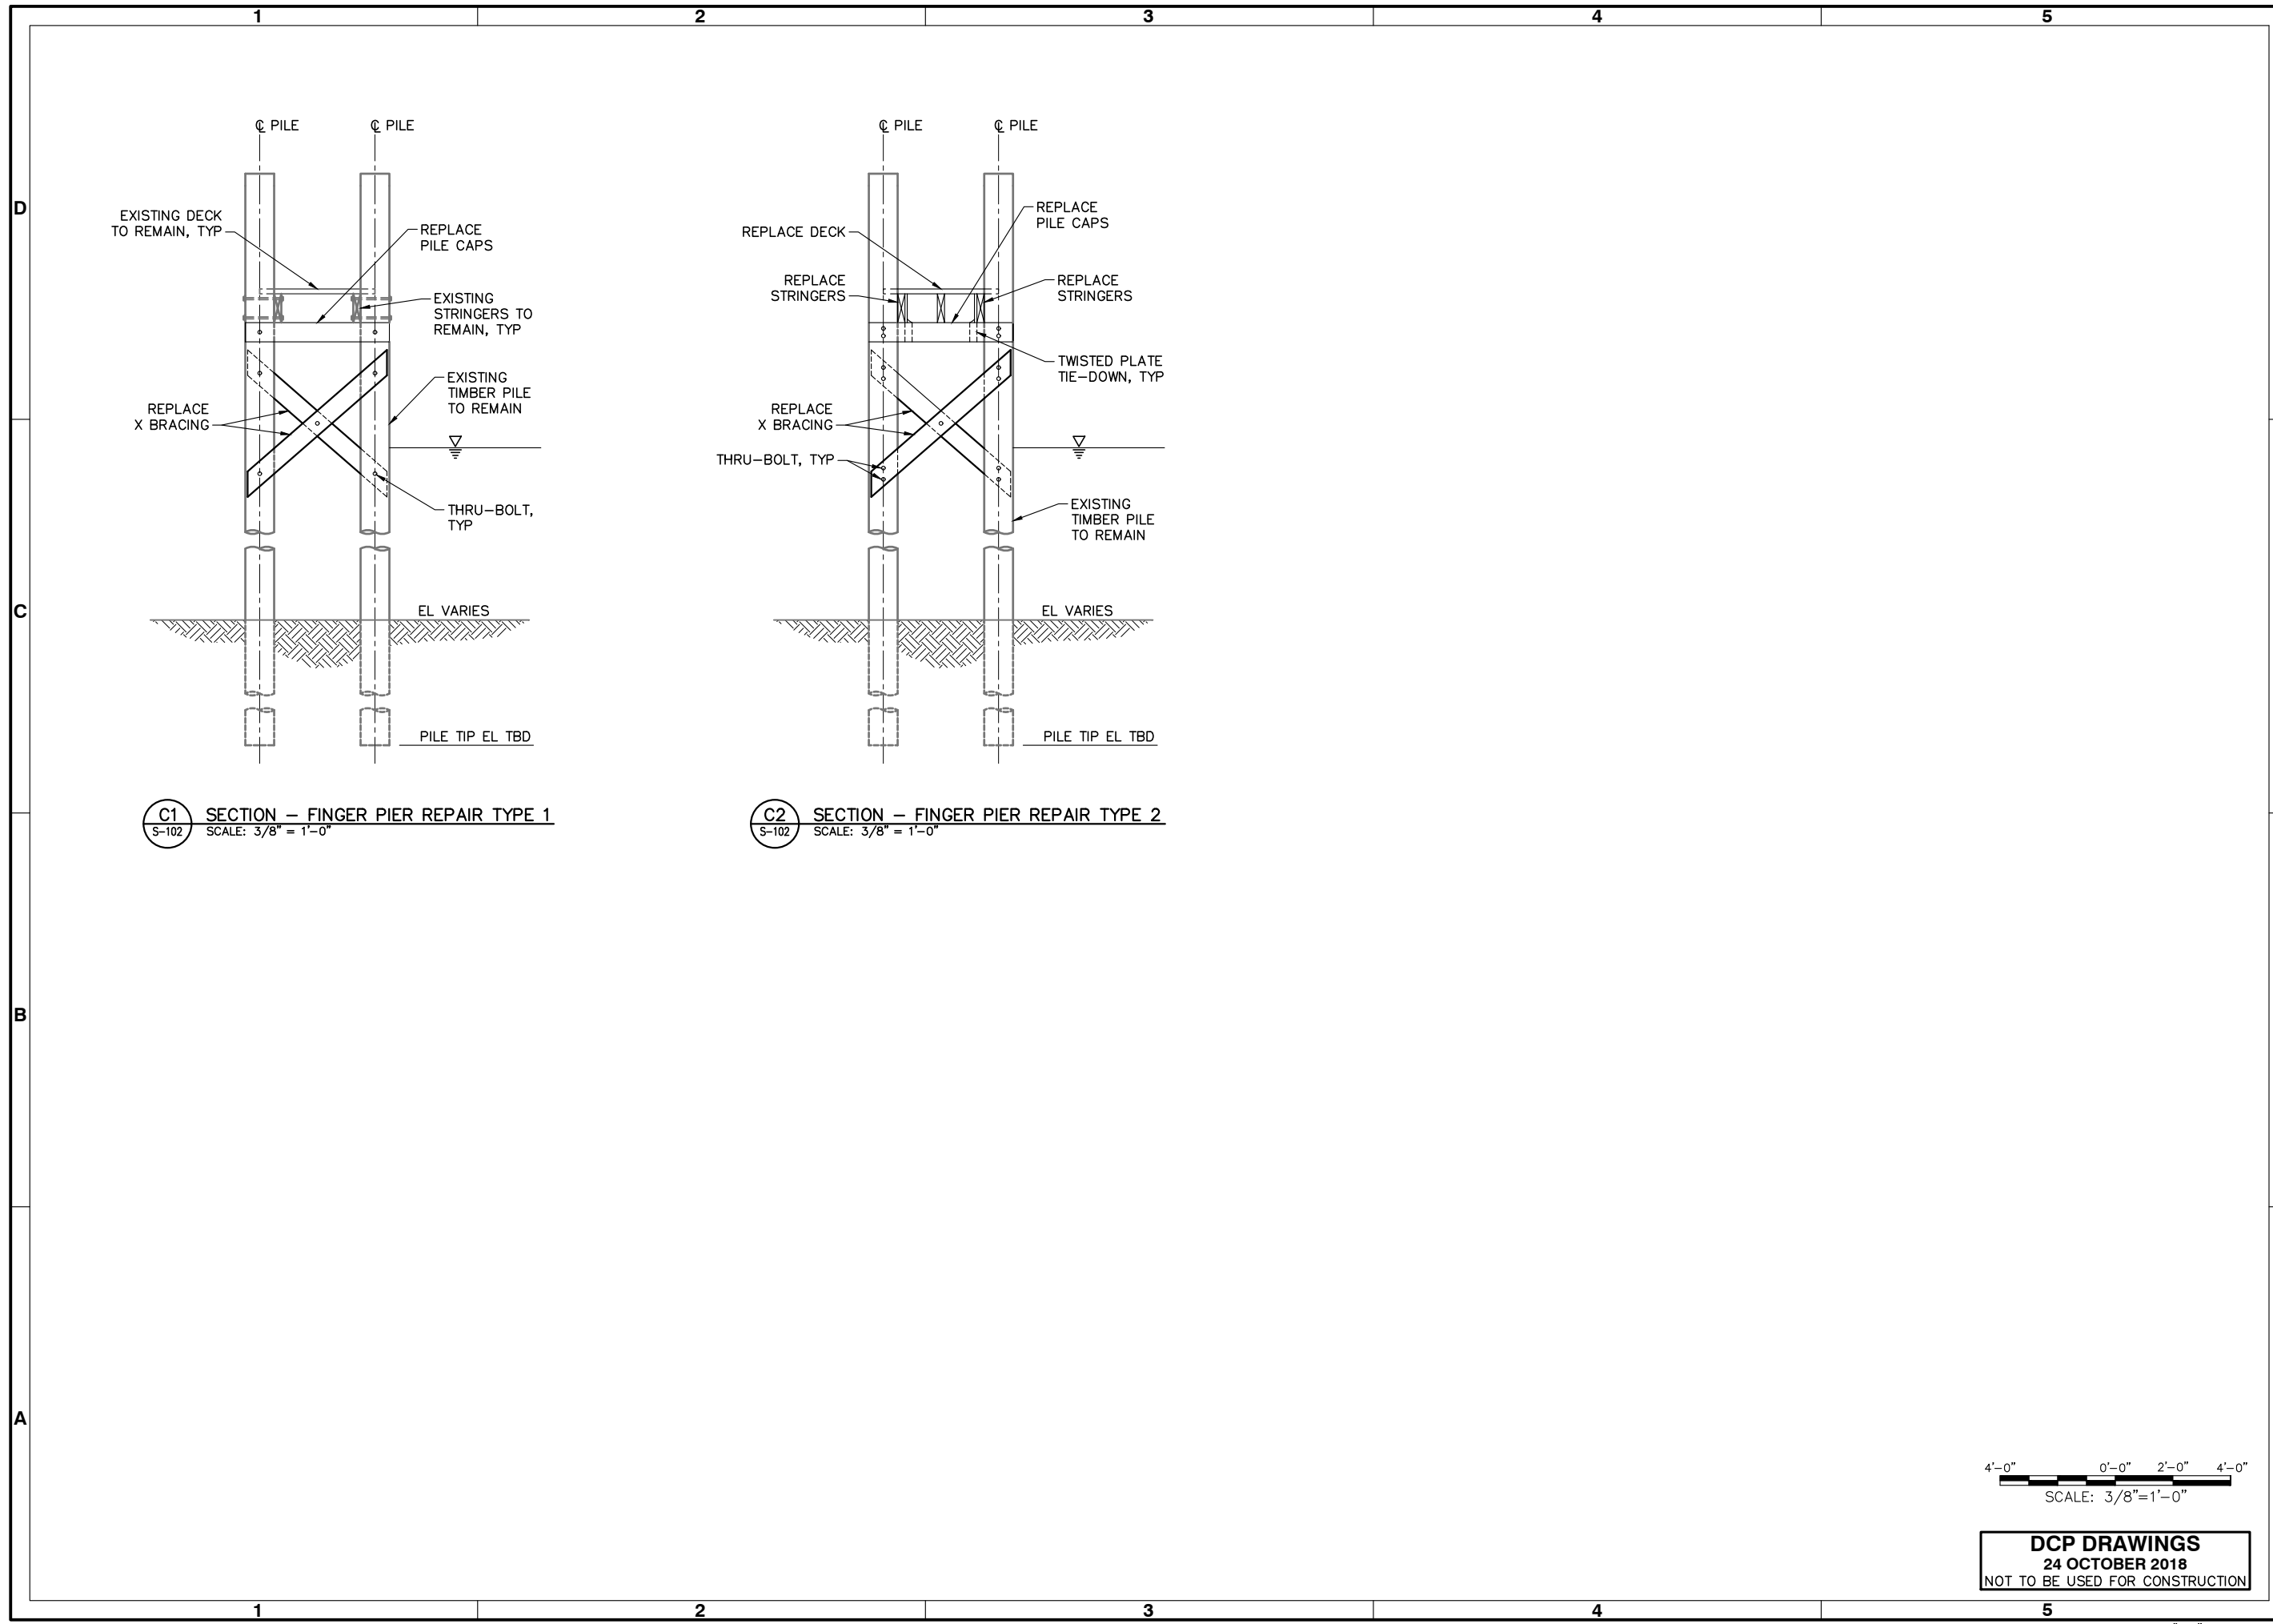 1 2 3 4 5
D
C
B
A
℄ PILE ℄ PILE
EXISTING DECK
TO REMAIN, TYP
REPLACE
PILE CAPS
EXISTING
STRINGERS TO
REMAIN, TYP
EXISTING
TIMBER PILE
TO REMAIN
REPLACE
X BRACING
THRU-BOLT,
TYP
EL VARIES
PILE TIP EL TBD
C1
S-102
SECTION – FINGER PIER REPAIR TYPE 1
SCALE: 3/8" = 1'-0"
℄ PILE ℄ PILE
REPLACE
PILE CAPS
REPLACE DECK
REPLACE
STRINGERS
REPLACE
STRINGERS
TWISTED PLATE
TIE-DOWN, TYP
REPLACE
X BRACING
THRU-BOLT, TYP
EXISTING
TIMBER PILE
TO REMAIN
EL VARIES
PILE TIP EL TBD
C2
S-102
SECTION – FINGER PIER REPAIR TYPE 2
SCALE: 3/8" = 1'-0"
4'-0" 0'-0" 2'-0" 4'-0"
SCALE: 3/8"=1'-0"
DCP DRAWINGS
24 OCTOBER 2018
NOT TO BE USED FOR CONSTRUCTION
1 2 3 4 5